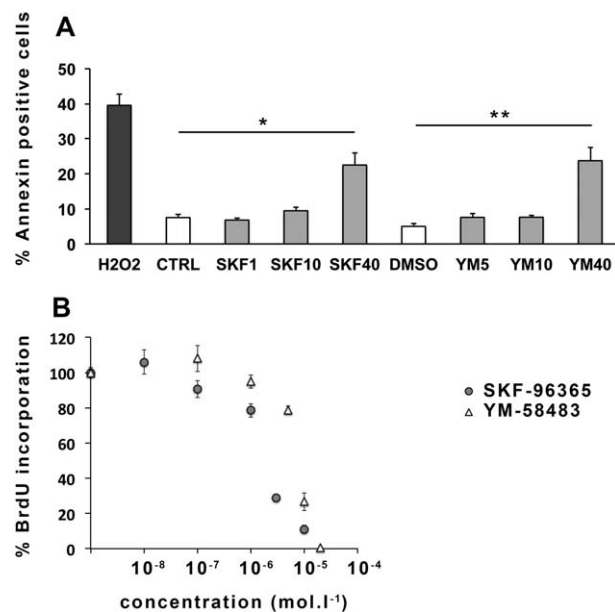 A
% Annexin positive cells
50
40
30
20
10
0
*
**
H2O2 CTRL SKF1 SKF10 SKF40 DMSO YM5 YM10 YM40
B
% BrdU incorporation
120
100
80
60
40
20
0
10⁻⁸ 10⁻⁷ 10⁻⁶ 10⁻⁵ 10⁻⁴
concentration (mol.l⁻¹)
SKF-96365
YM-58483